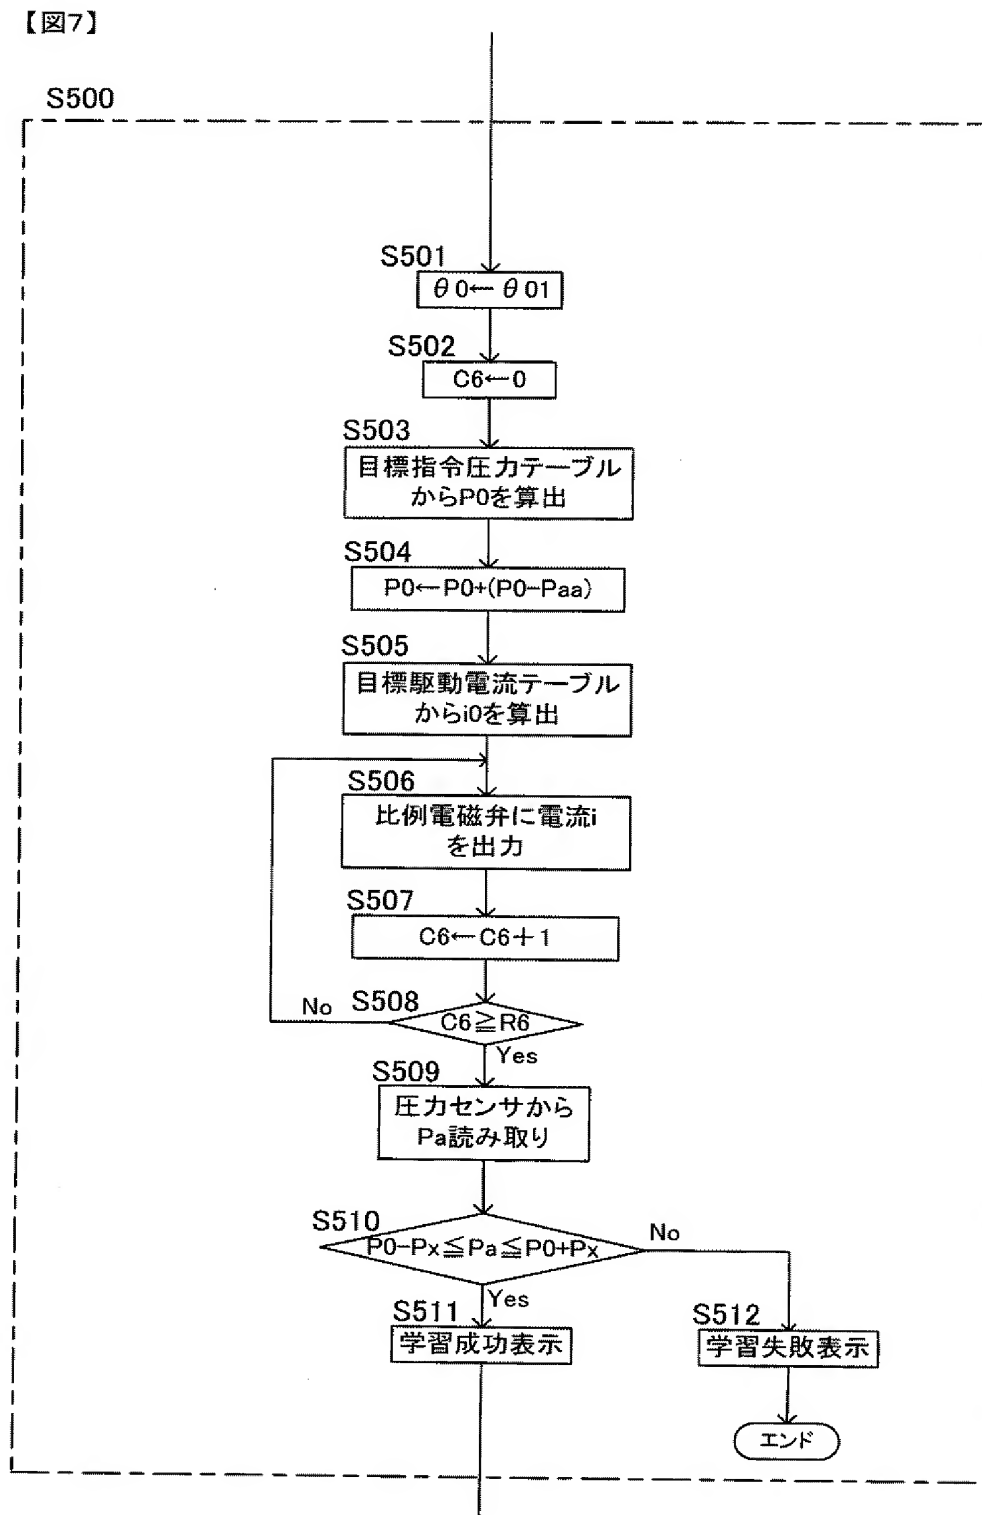 【図7】
S500
S501
θ0←θ01
S502
C6←0
S503
目標指令圧力テーブル
からP0を算出
S504
P0←P0+(P0-Paa)
S505
目標駆動電流テーブル
からi0を算出
S506
比例電磁弁に電流i
を出力
S507
C6←C6+1
No
S508
C6≧R6
Yes
S509
圧力センサから
Pa読み取り
S510
P0-Px≦Pa≦P0+Px
No
Yes
S511
学習成功表示
S512
学習失敗表示
エンド